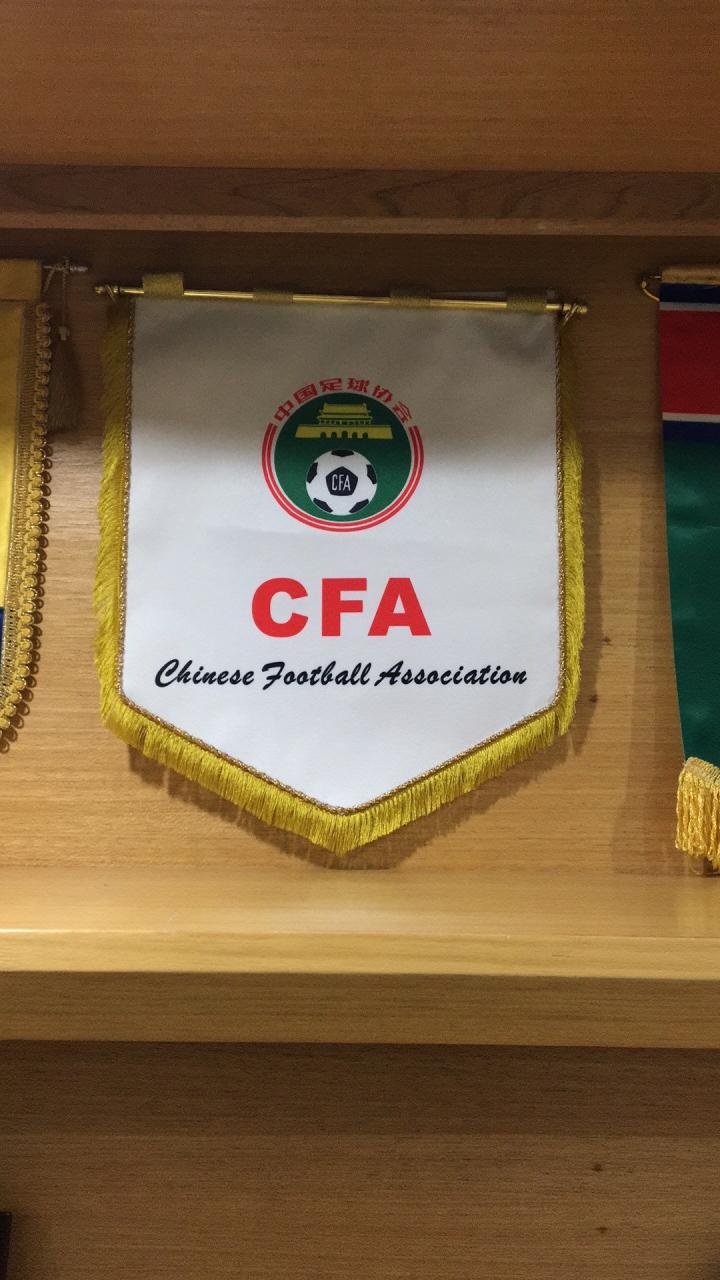 中国足球协会
CFA
CFA
Chinese Football Association